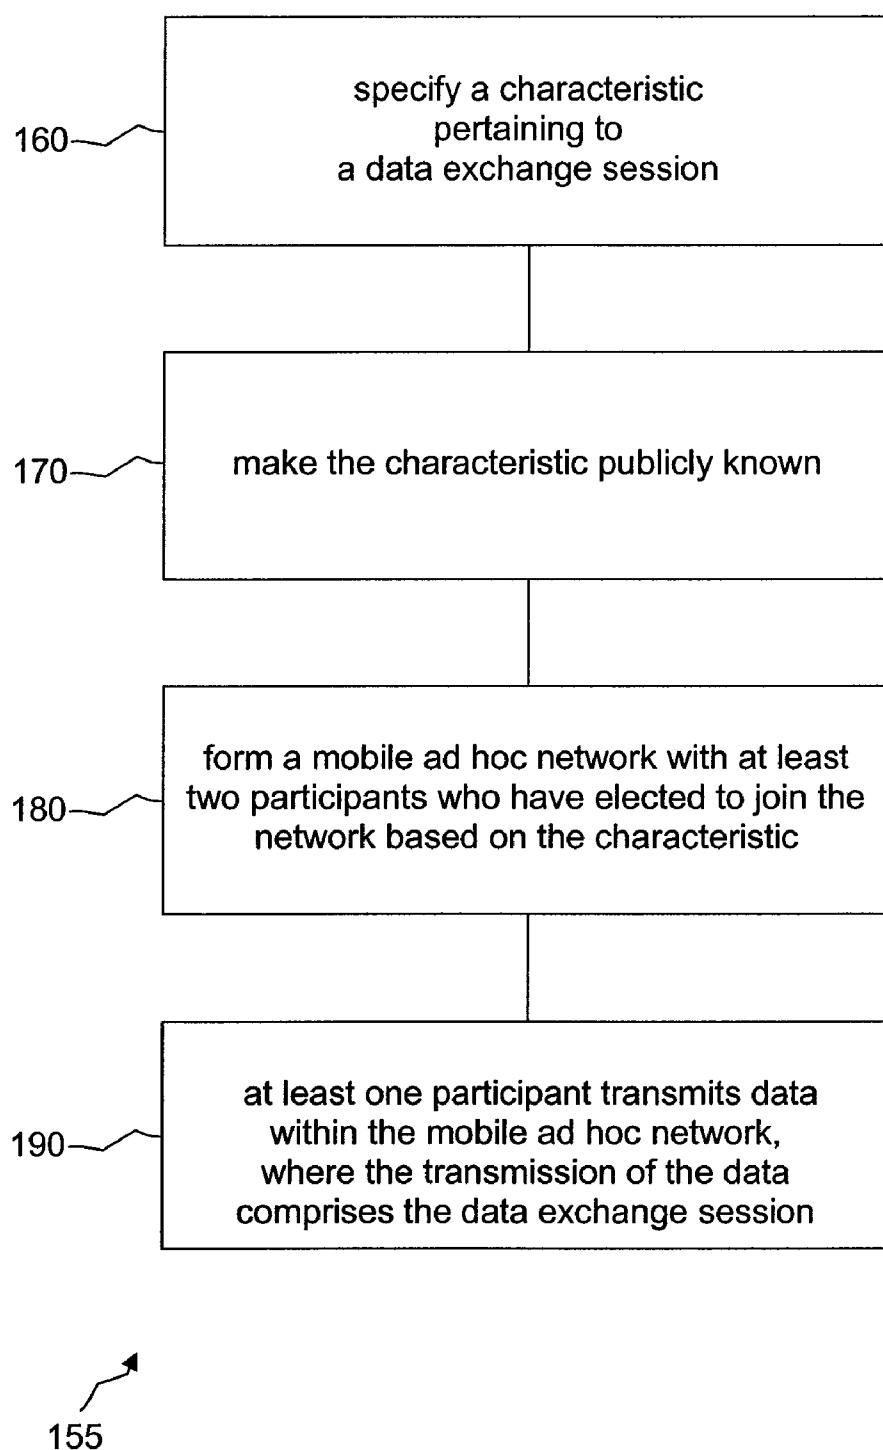 specify a characteristic
pertaining to
a data exchange session
160
make the characteristic publicly known
170
form a mobile ad hoc network with at least
two participants who have elected to join the
network based on the characteristic
180
at least one participant transmits data
within the mobile ad hoc network,
where the transmission of the data
comprises the data exchange session
190
155